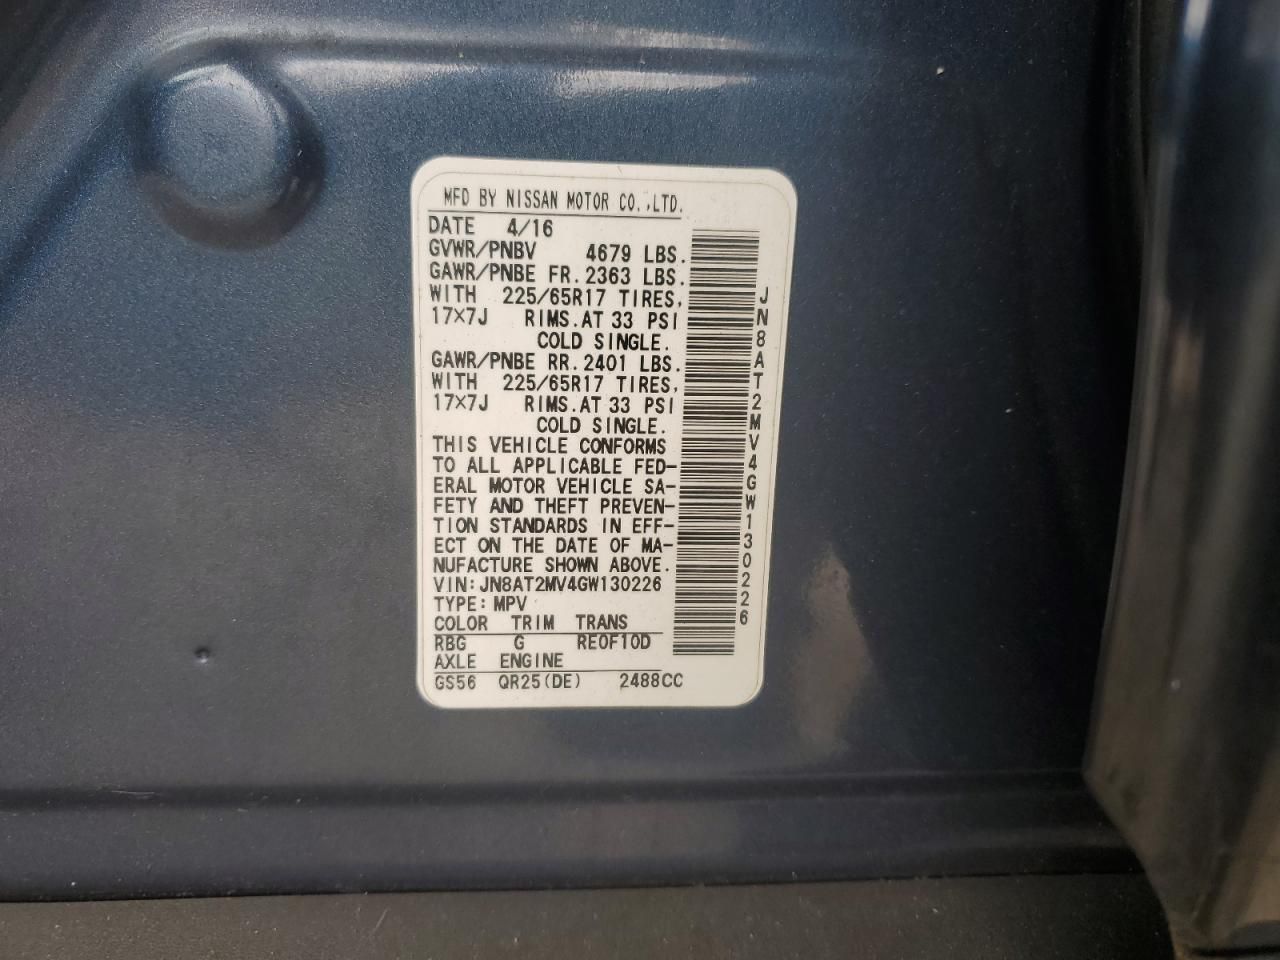 MFD BY NISSAN MOTOR CO.,LTD.
DATE 4/16
GVWR/PNBV 4679 LBS.
GAWR/PNBE FR.2363 LBS.
WITH 225/65R17 TIRES,
17×7J RIMS.AT 33 PSI
COLD SINGLE.
GAWR/PNBE RR.2401 LBS.
WITH 225/65R17 TIRES,
17×7J RIMS.AT 33 PSI
COLD SINGLE.
THIS VEHICLE CONFORMS
TO ALL APPLICABLE FED-
ERAL MOTOR VEHICLE SA-
FETY AND THEFT PREVEN-
TION STANDARDS IN EFF-
ECT ON THE DATE OF MA-
NUFACTURE SHOWN ABOVE.
VIN:JN8AT2MV4GW130226
TYPE:MPV
COLOR TRIM TRANS
RBG G RE0F10D
AXLE ENGINE
GS56 QR25(DE) 2488CC
JN8AT2MV4GW130226